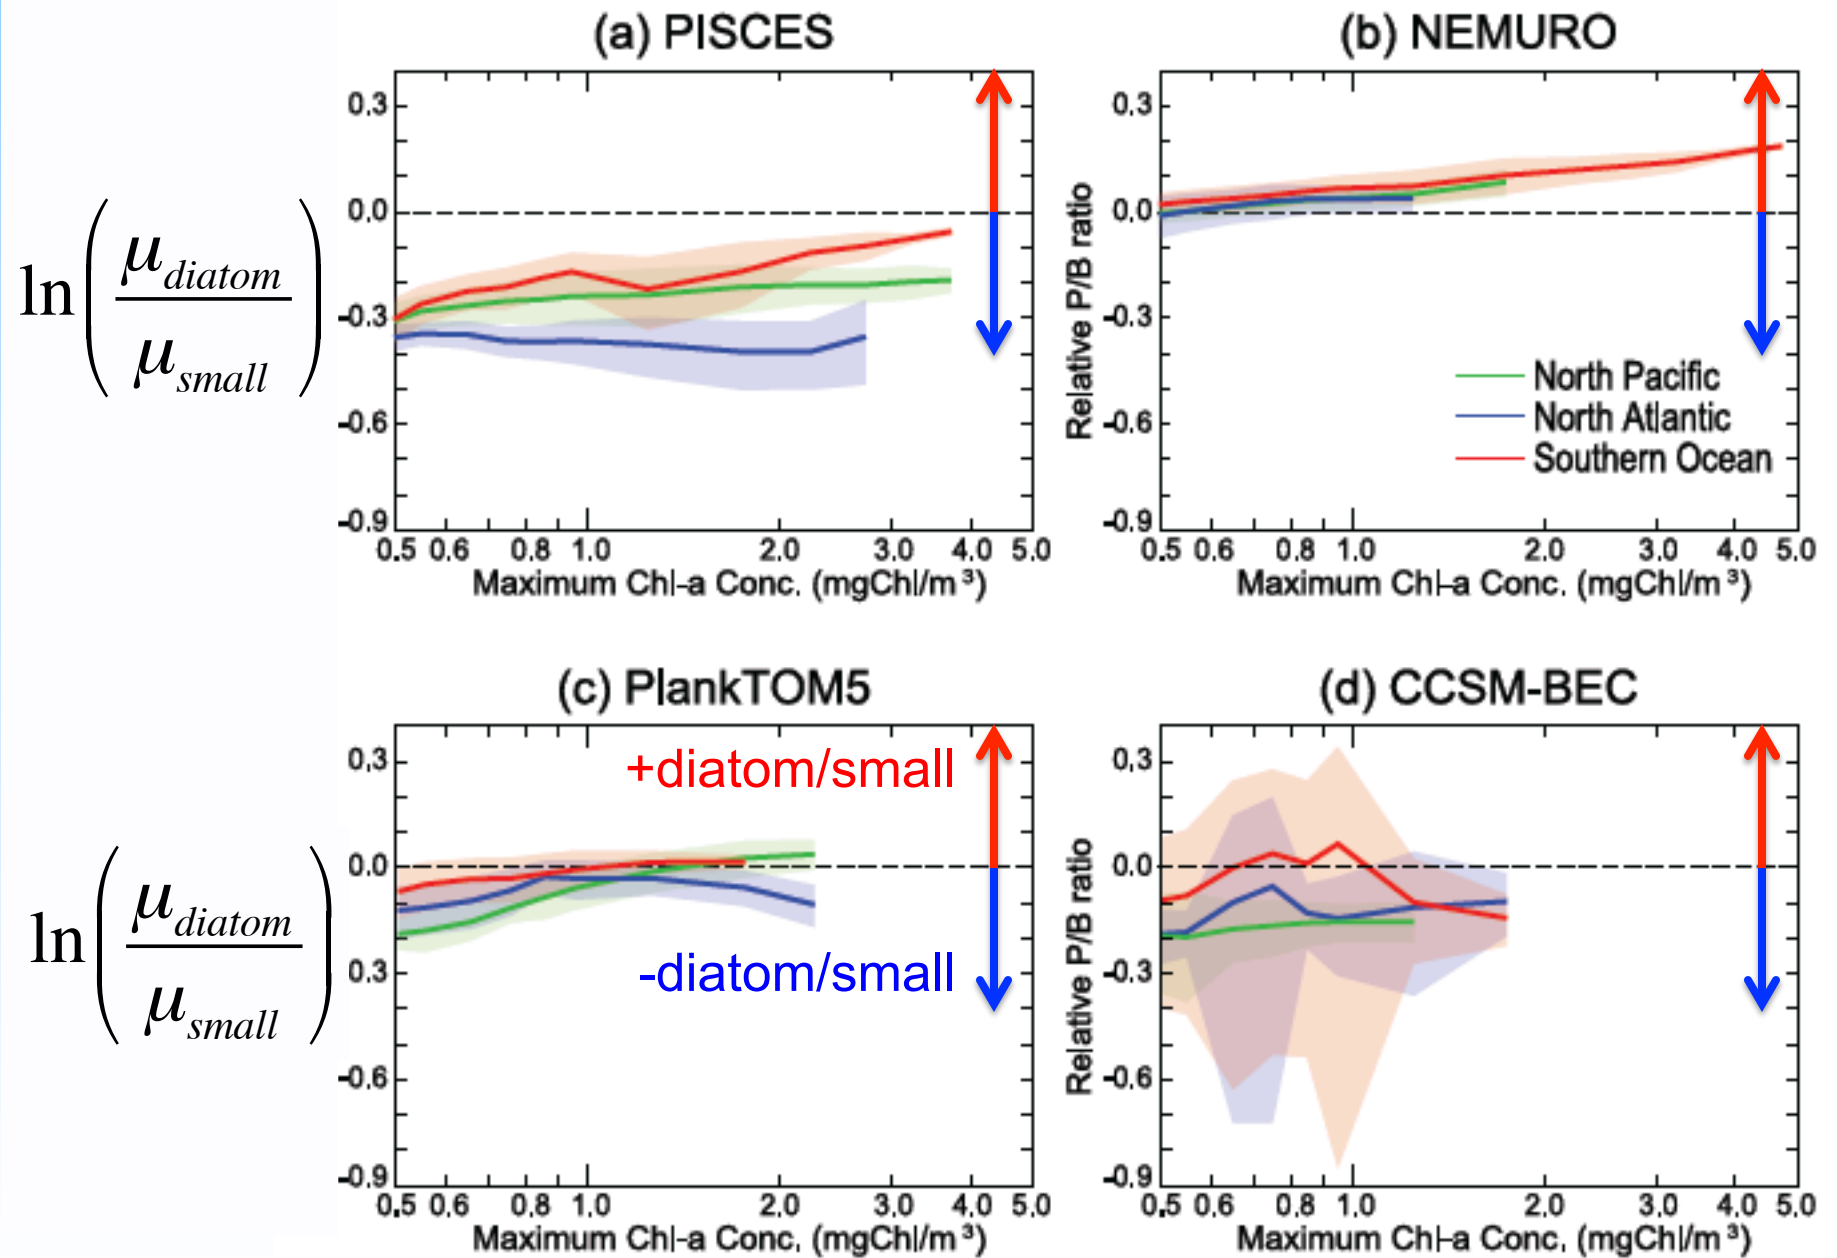 (a) PISCES
ln(μdiatom/μsmall)
0.3
0.0
-0.3
-0.6
-0.9
0.5 0.6 0.8 1.0 2.0 3.0 4.0 5.0
Maximum Chl-a Conc. (mgChl/m³)
(b) NEMURO
Relative P/B ratio
0.3
0.0
-0.3
-0.6
-0.9
North Pacific
North Atlantic
Southern Ocean
0.5 0.6 0.8 1.0 2.0 3.0 4.0 5.0
Maximum Chl-a Conc. (mgChl/m³)
(c) PlankTOM5
ln(μdiatom/μsmall)
0.3
0.0
-0.3
-0.6
-0.9
+diatom/small
-diatom/small
0.5 0.6 0.8 1.0 2.0 3.0 4.0 5.0
Maximum Chl-a Conc. (mgChl/m³)
(d) CCSM-BEC
Relative P/B ratio
0.3
0.0
-0.3
-0.6
-0.9
0.5 0.6 0.8 1.0 2.0 3.0 4.0 5.0
Maximum Chl-a Conc. (mgChl/m³)